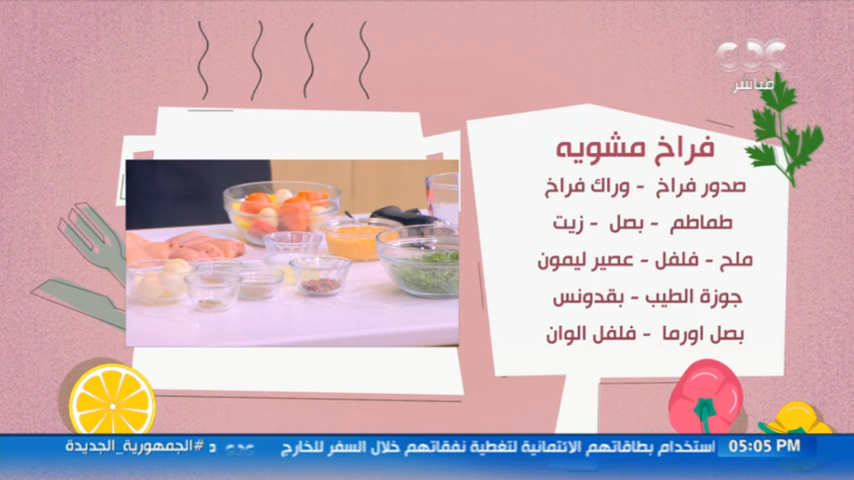 CBC
مباشر
فراخ مشويه
صدور فراخ - وراك فراخ
طماطم - بصل - زيت
ملح - فلفل - عصير ليمون
جوزة الطيب - بقدونس
بصل اورما - فلفل الوان
05:05 PM استخدام بطاقاتهم الائتمانية لتغطية نفقاتهم خلال السفر للخارج CBC #الجمهورية_الجديدة